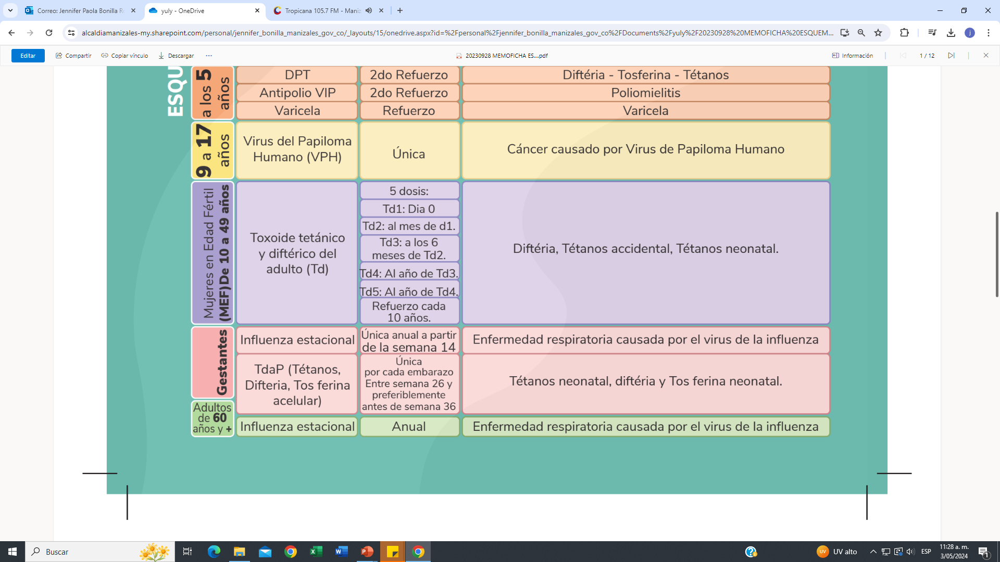 Correo: Jennifer Paola Bonilla R
yuly - OneDrive
Tropicana 105.7 FM - Maniz
alcaldiamanizales-my.sharepoint.com/personal/jennifer_bonilla_manizales_gov_co/_layouts/15/onedrive.aspx?id=%2Fpersonal%2Fjennifer_bonilla_manizales_gov_co%2FDocuments%2Fyuly%2F20230928%20MEMOFICHA%20ESQUEM...
j
Editar
Compartir
Copiar vínculo
Descargar
...
20230928 MEMOFICHA ES....pdf
Información
1 / 12
ESQU
a los 5
años
DPT
2do Refuerzo
Diftéria - Tosferina - Tétanos
Antipolio VIP
2do Refuerzo
Poliomielitis
Varicela
Refuerzo
Varicela
9 a 17
años
Virus del Papiloma
Humano (VPH)
Única
Cáncer causado por Virus de Papiloma Humano
Mujeres en Edad Fértil
(MEF)De 10 a 49 años
Toxoide tetánico
y diftérico del
adulto (Td)
5 dosis:
Td1: Dia 0
Td2: al mes de d1.
Td3: a los 6
meses de Td2.
Td4: Al año de Td3.
Td5: Al año de Td4.
Refuerzo cada
10 años.
Diftéria, Tétanos accidental, Tétanos neonatal.
Gestantes
Influenza estacional
Única anual a partir
de la semana 14
Enfermedad respiratoria causada por el virus de la influenza
TdaP (Tétanos,
Difteria, Tos ferina
acelular)
Única
por cada embarazo
Entre semana 26 y
preferiblemente
antes de semana 36
Tétanos neonatal, diftéria y Tos ferina neonatal.
Adultos
de 60
años y +
Influenza estacional
Anual
Enfermedad respiratoria causada por el virus de la influenza
Buscar
UV
UV alto
ESP
11:28 a. m.
3/05/2024
1